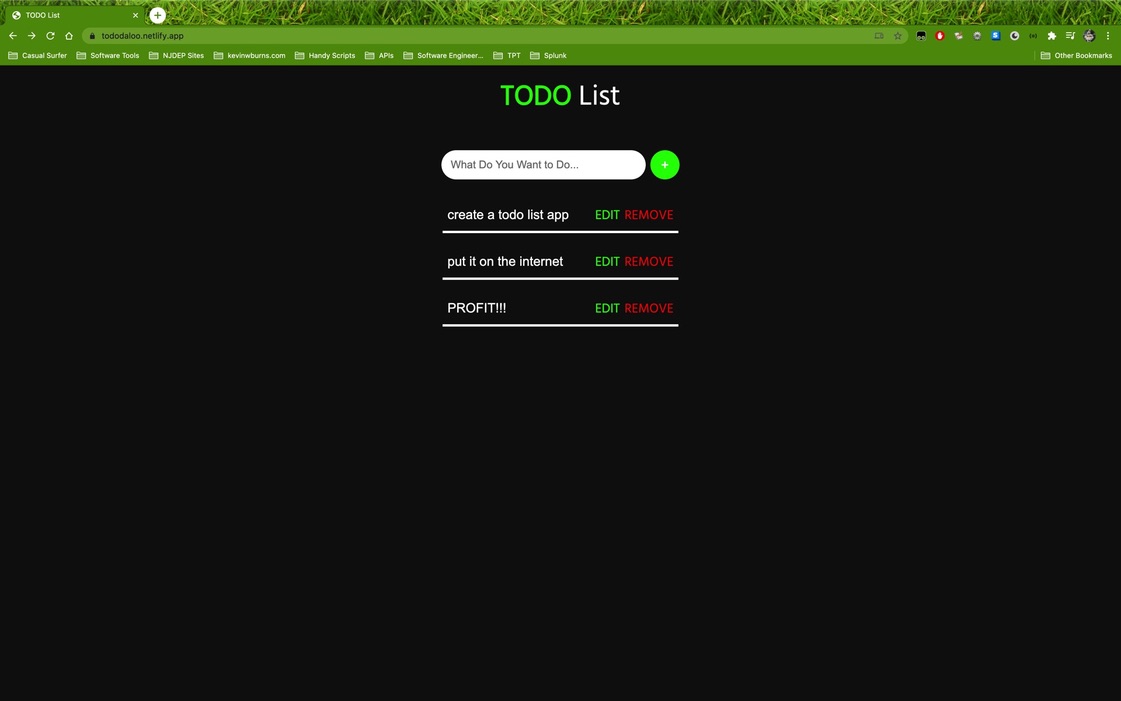 TODO List
tododaloo.netlify.app
Casual Surfer Software Tools NJDEP Sites kevinwburns.com Handy Scripts APIs Software Engineer... TPT Splunk Other Bookmarks
TODO List
What Do You Want to Do... +
create a todo list app EDIT REMOVE
put it on the internet EDIT REMOVE
PROFIT!!! EDIT REMOVE